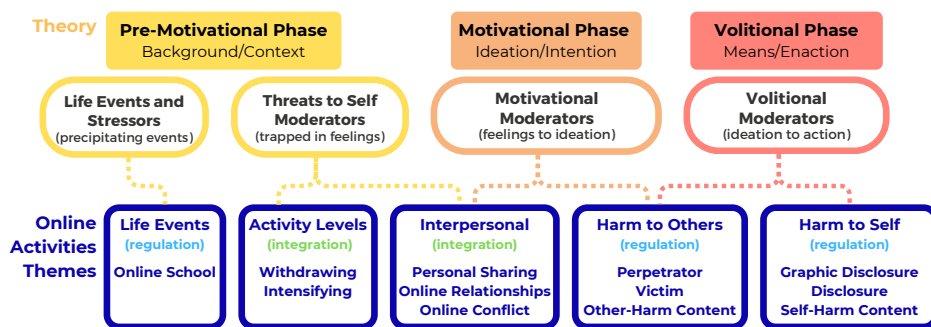 Theory
Pre-Motivational Phase
Background/Context
Motivational Phase
Ideation/Intention
Volitional Phase
Means/Enaction
Life Events and
Stressors
(precipitating events)
Threats to Self
Moderators
(trapped in feelings)
Motivational
Moderators
(feelings to ideation)
Volitional
Moderators
(ideation to action)
Online
Activities
Themes
Life Events
(regulation)
Online School
Activity Levels
(integration)
Withdrawing
Intensifying
Interpersonal
(integration)
Personal Sharing
Online Relationships
Online Conflict
Harm to Others
(regulation)
Perpetrator
Victim
Other-Harm Content
Harm to Self
(regulation)
Graphic Disclosure
Disclosure
Self-Harm Content